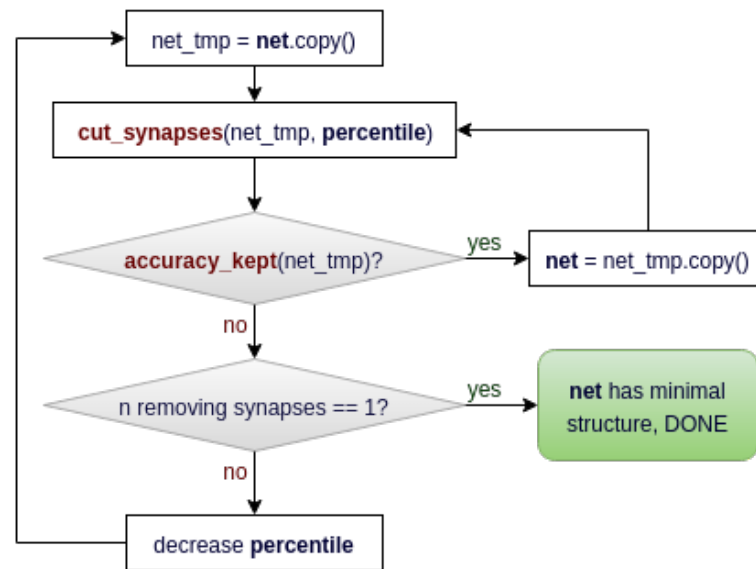 net_tmp = net.copy()
cut_synapses(net_tmp, percentile)
accuracy_kept(net_tmp)?
yes
net = net_tmp.copy()
no
n removing synapses == 1?
yes
net has minimal
structure, DONE
no
decrease percentile